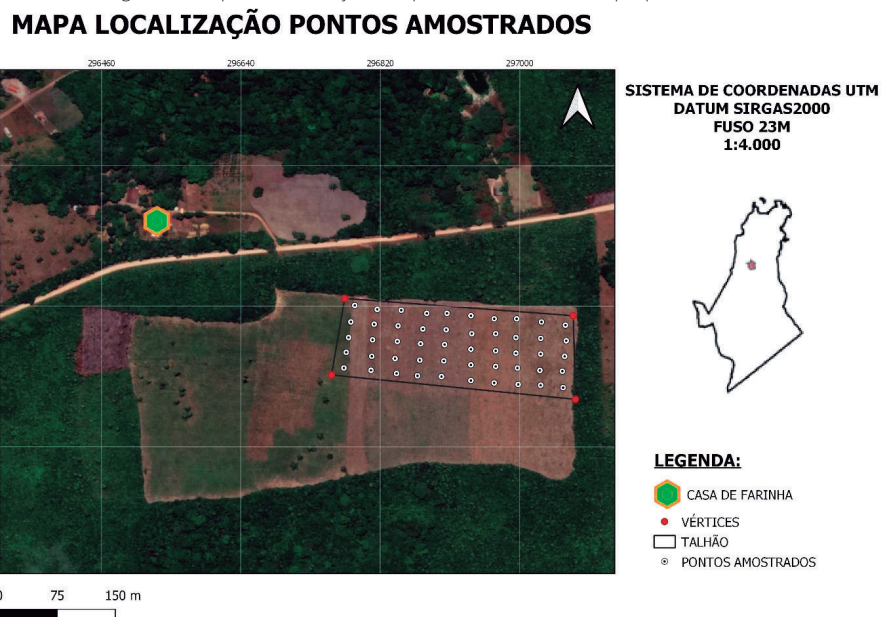 MAPA LOCALIZAÇÃO PONTOS AMOSTRADOS
296460 296640 296820 297000
SISTEMA DE COORDENADAS UTM
DATUM SIRGAS2000
FUSO 23M
1:4.000
LEGENDA:
CASA DE FARINHA
VÉRTICES
TALHÃO
PONTOS AMOSTRADOS
75 150 m